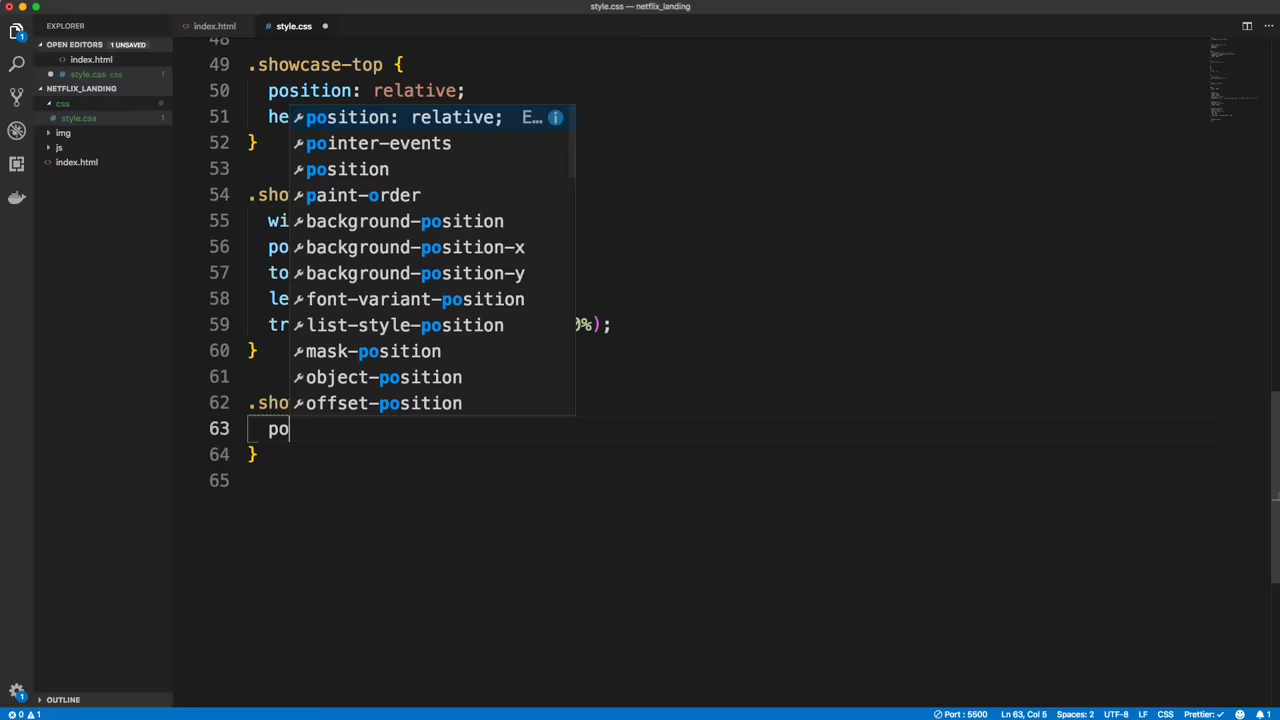 style.css — netflix_landing
EXPLORER
index.html
style.css
OPEN EDITORS 1 UNSAVED
index.html
style.css css 1
NETFLIX_LANDING
css
style.css 1
img
js
index.html
OUTLINE
48
49 .showcase-top {
50 position: relative;
51 he
52 }
53
54 .sho
55 wi
56 po
57 to
58 le
59 tr 0%);
60 }
61
62 .sho
63 po
64 }
65
position: relative; E...
pointer-events
position
paint-order
background-position
background-position-x
background-position-y
font-variant-position
list-style-position
mask-position
object-position
offset-position
0 1 Port : 5500 Ln 63, Col 5 Spaces: 2 UTF-8 LF CSS Prettier: ✓ 1